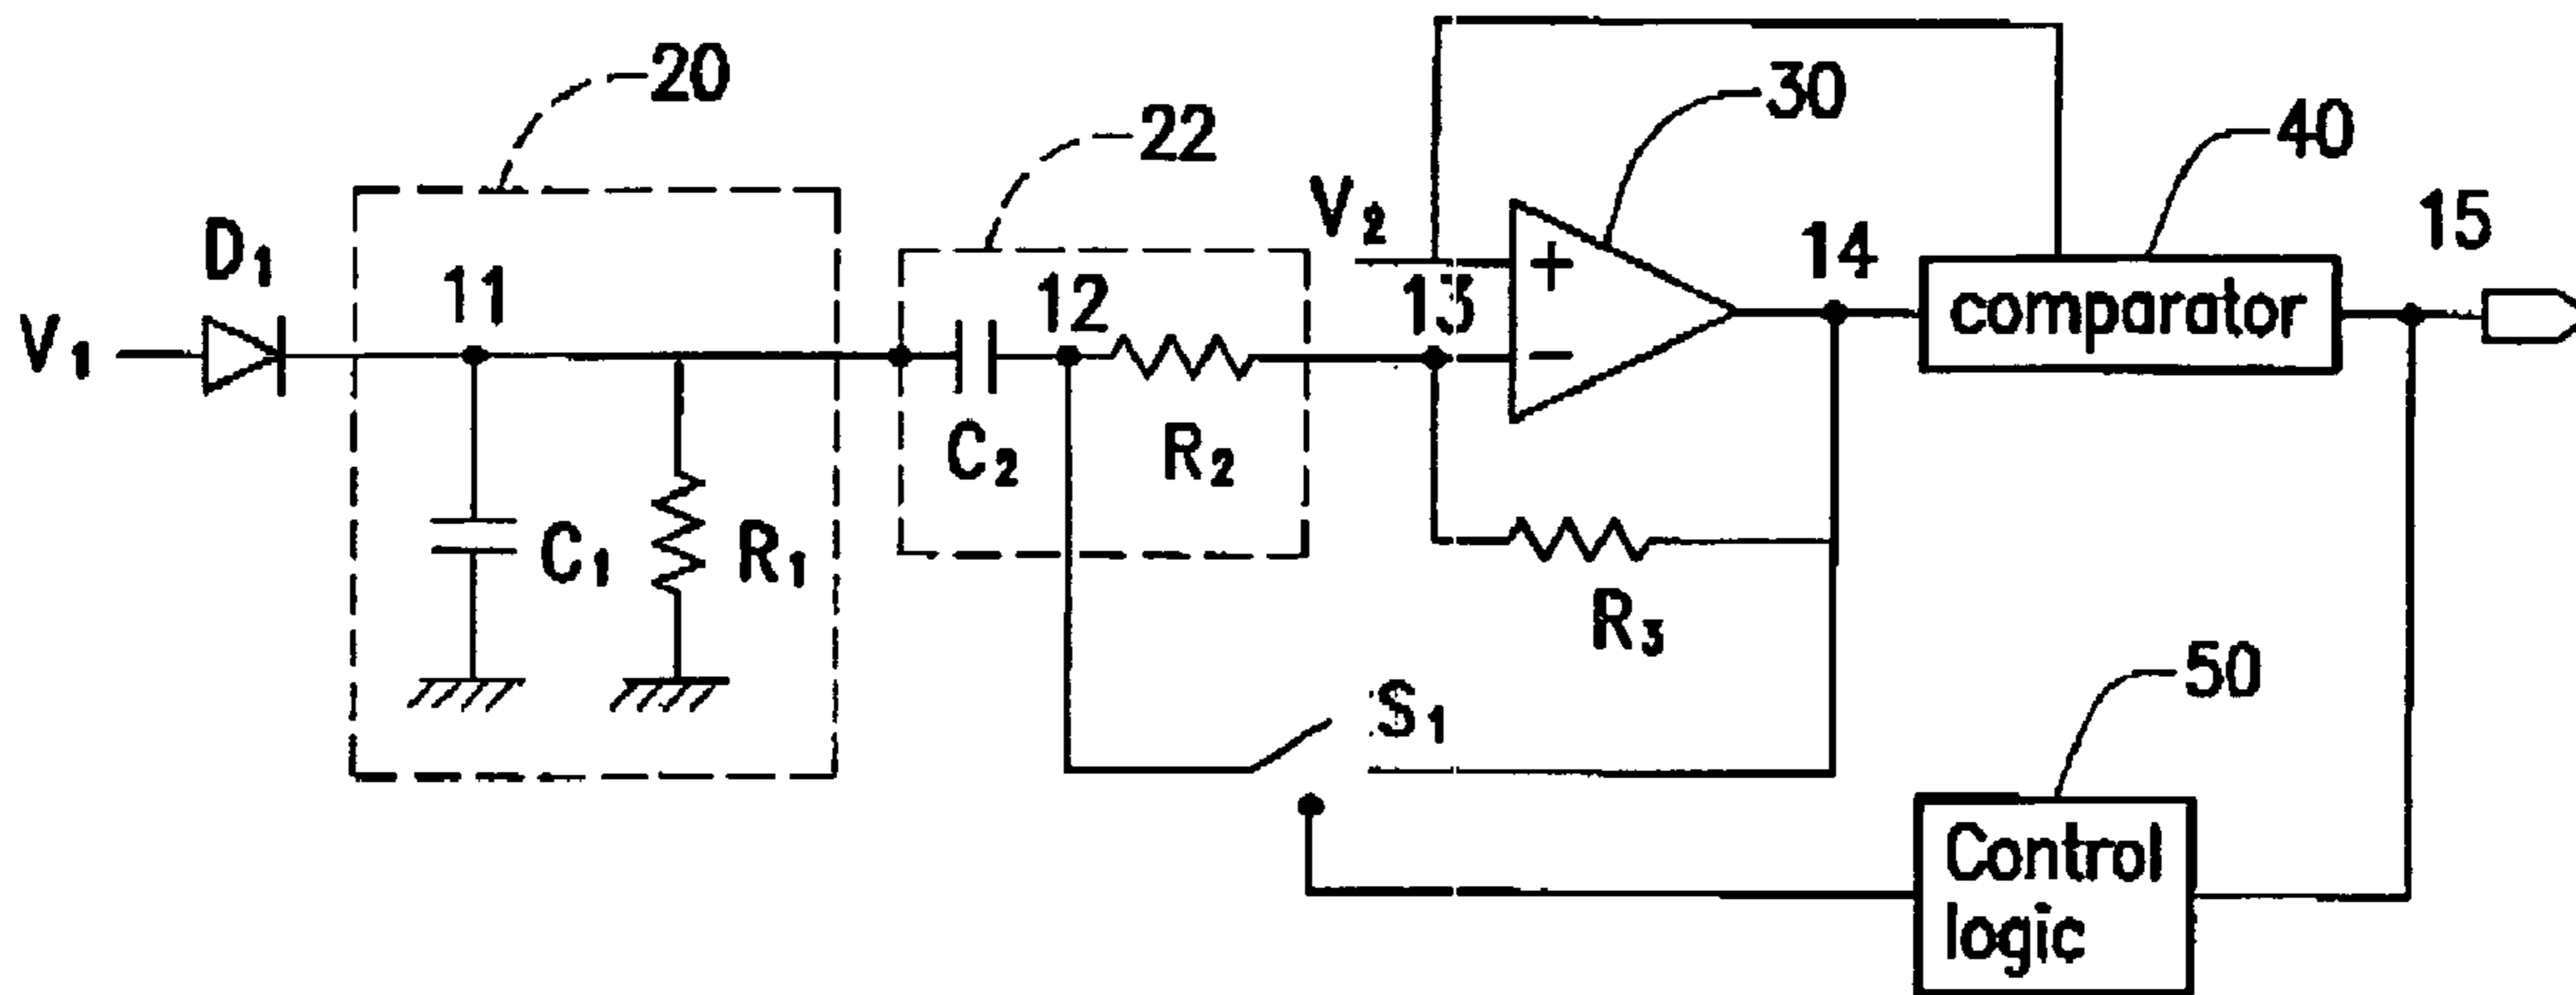 20
22
30
40
V₂
15
D₁
11
12
13
+
14
comparator
V₁
−
C₂
R₂
C₁
R₁
R₃
S₁
50
Control
logic